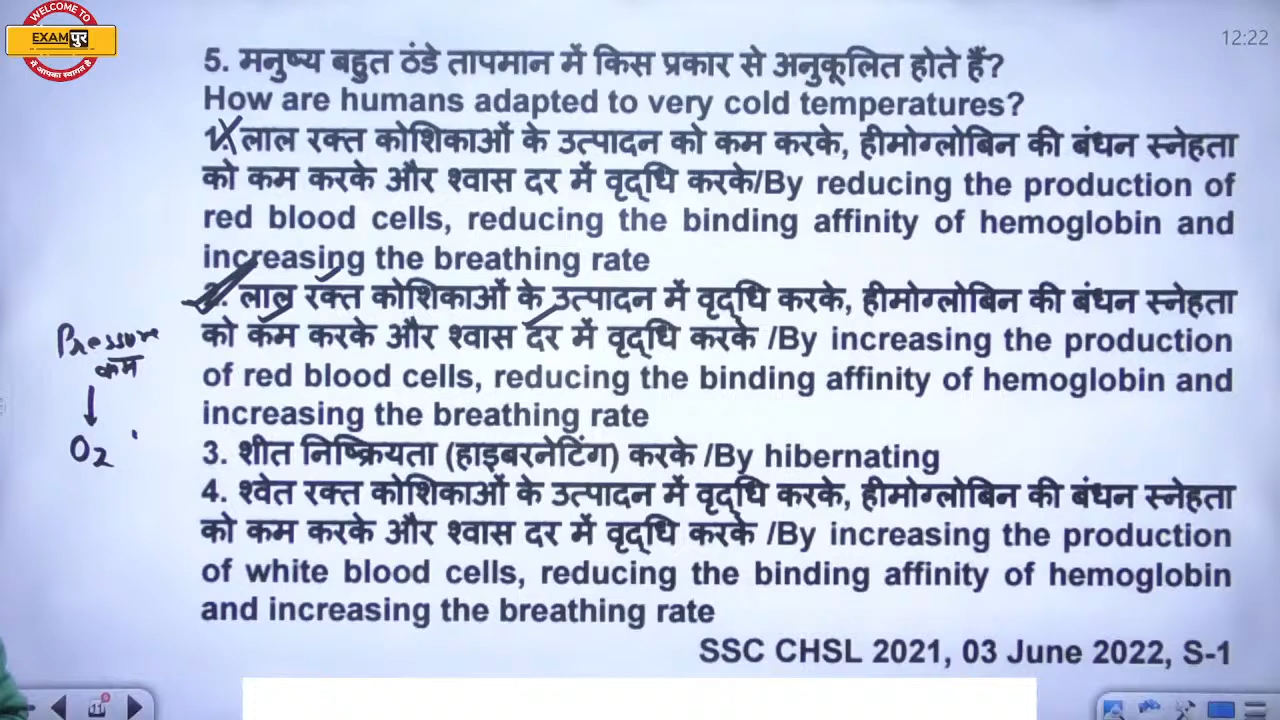 WELCOME TO
EXAMपुर
में आपका स्वागत है
12:22
5. मनुष्य बहुत ठंडे तापमान में किस प्रकार से अनुकूलित होते हैं?
How are humans adapted to very cold temperatures?
1. लाल रक्त कोशिकाओं के उत्पादन को कम करके, हीमोग्लोबिन की बंधन स्नेहता
को कम करके और श्वास दर में वृद्धि करके/By reducing the production of
red blood cells, reducing the binding affinity of hemoglobin and
increasing the breathing rate
2. लाल रक्त कोशिकाओं के उत्पादन में वृद्धि करके, हीमोग्लोबिन की बंधन स्नेहता
को कम करके और श्वास दर में वृद्धि करके /By increasing the production
of red blood cells, reducing the binding affinity of hemoglobin and
increasing the breathing rate
Pressure
कम
O2
3. शीत निष्क्रियता (हाइबरनेटिंग) करके /By hibernating
4. श्वेत रक्त कोशिकाओं के उत्पादन में वृद्धि करके, हीमोग्लोबिन की बंधन स्नेहता
को कम करके और श्वास दर में वृद्धि करके /By increasing the production
of white blood cells, reducing the binding affinity of hemoglobin
and increasing the breathing rate
SSC CHSL 2021, 03 June 2022, S-1
11